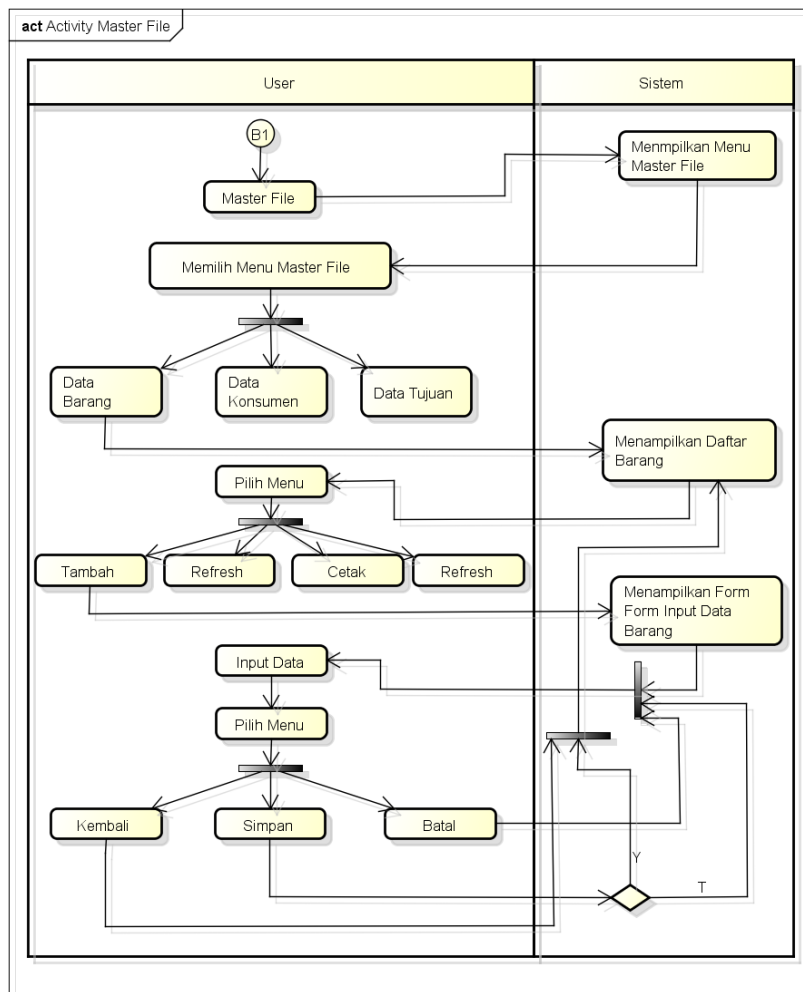 act Activity Master File
User
Sistem
B1
Menmpilkan Menu
Master File
Master File
Memilih Menu Master File
Data
Barang
Data
Konsumen
Data Tujuan
Menampilkan Daftar
Barang
Pilih Menu
Tambah
Refresh
Cetak
Refresh
Menampilkan Form
Form Input Data
Barang
Input Data
Pilih Menu
Kembali
Simpan
Batal
Y
T